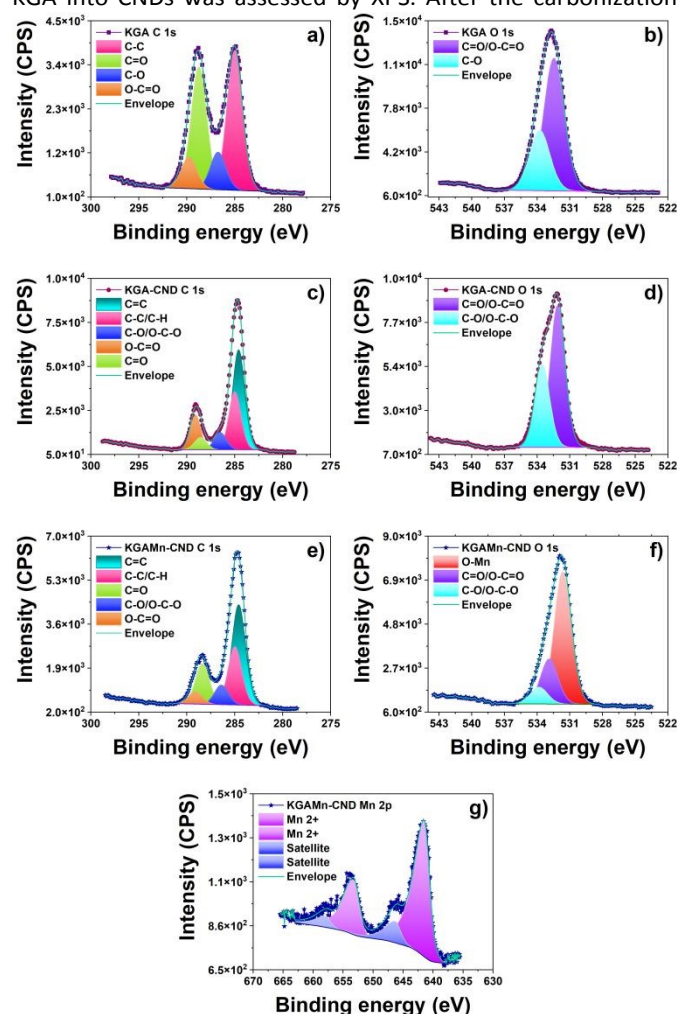 KGA into CNDs was assessed by XPS. After the carbonization
a)
KGA C 1s
C-C
C=O
C-O
O-C=O
Envelope
Intensity (CPS)
4.5×10³
3.4×10³
2.3×10³
1.2×10³
1.0×10²
300 295 290 285 280 275
Binding energy (eV)
b)
KGA O 1s
C=O/O-C=O
C-O
Envelope
Intensity (CPS)
1.5×10⁴
1.1×10⁴
7.8×10³
4.2×10³
6.0×10²
543 540 537 534 531 528 525 522
Binding energy (eV)
c)
KGA-CND C 1s
C=C
C-C/C-H
C-O/O-C-O
O-C=O
C=O
Envelope
Intensity (CPS)
1.0×10⁴
7.5×10³
5.0×10³
2.5×10³
5.0×10¹
300 295 290 285 280 275
Binding energy (eV)
d)
KGA-CND O 1s
C=O/O-C=O
C-O/O-C-O
Envelope
Intensity (CPS)
1.0×10⁴
7.7×10³
5.4×10³
3.0×10³
7.0×10²
543 540 537 534 531 528 525 522
Binding energy (eV)
e)
KGAMn-CND C 1s
C=C
C-C/C-H
C=O
C-O/O-C-O
O-C=O
Envelope
Intensity (CPS)
7.0×10³
5.3×10³
3.6×10³
1.9×10³
2.0×10²
300 295 290 285 280 275
Binding energy (eV)
f)
KGAMn-CND O 1s
O-Mn
C=O/O-C=O
C-O/O-C-O
Envelope
Intensity (CPS)
9.0×10³
6.9×10³
4.8×10³
2.7×10³
6.0×10²
543 540 537 534 531 528 525 522
Binding energy (eV)
g)
KGAMn-CND Mn 2p
Mn 2+
Mn 2+
Satellite
Satellite
Envelope
Intensity (CPS)
1.5×10³
1.3×10³
1.1×10³
8.6×10²
6.5×10²
670 665 660 655 650 645 640 635 630
Binding energy (eV)